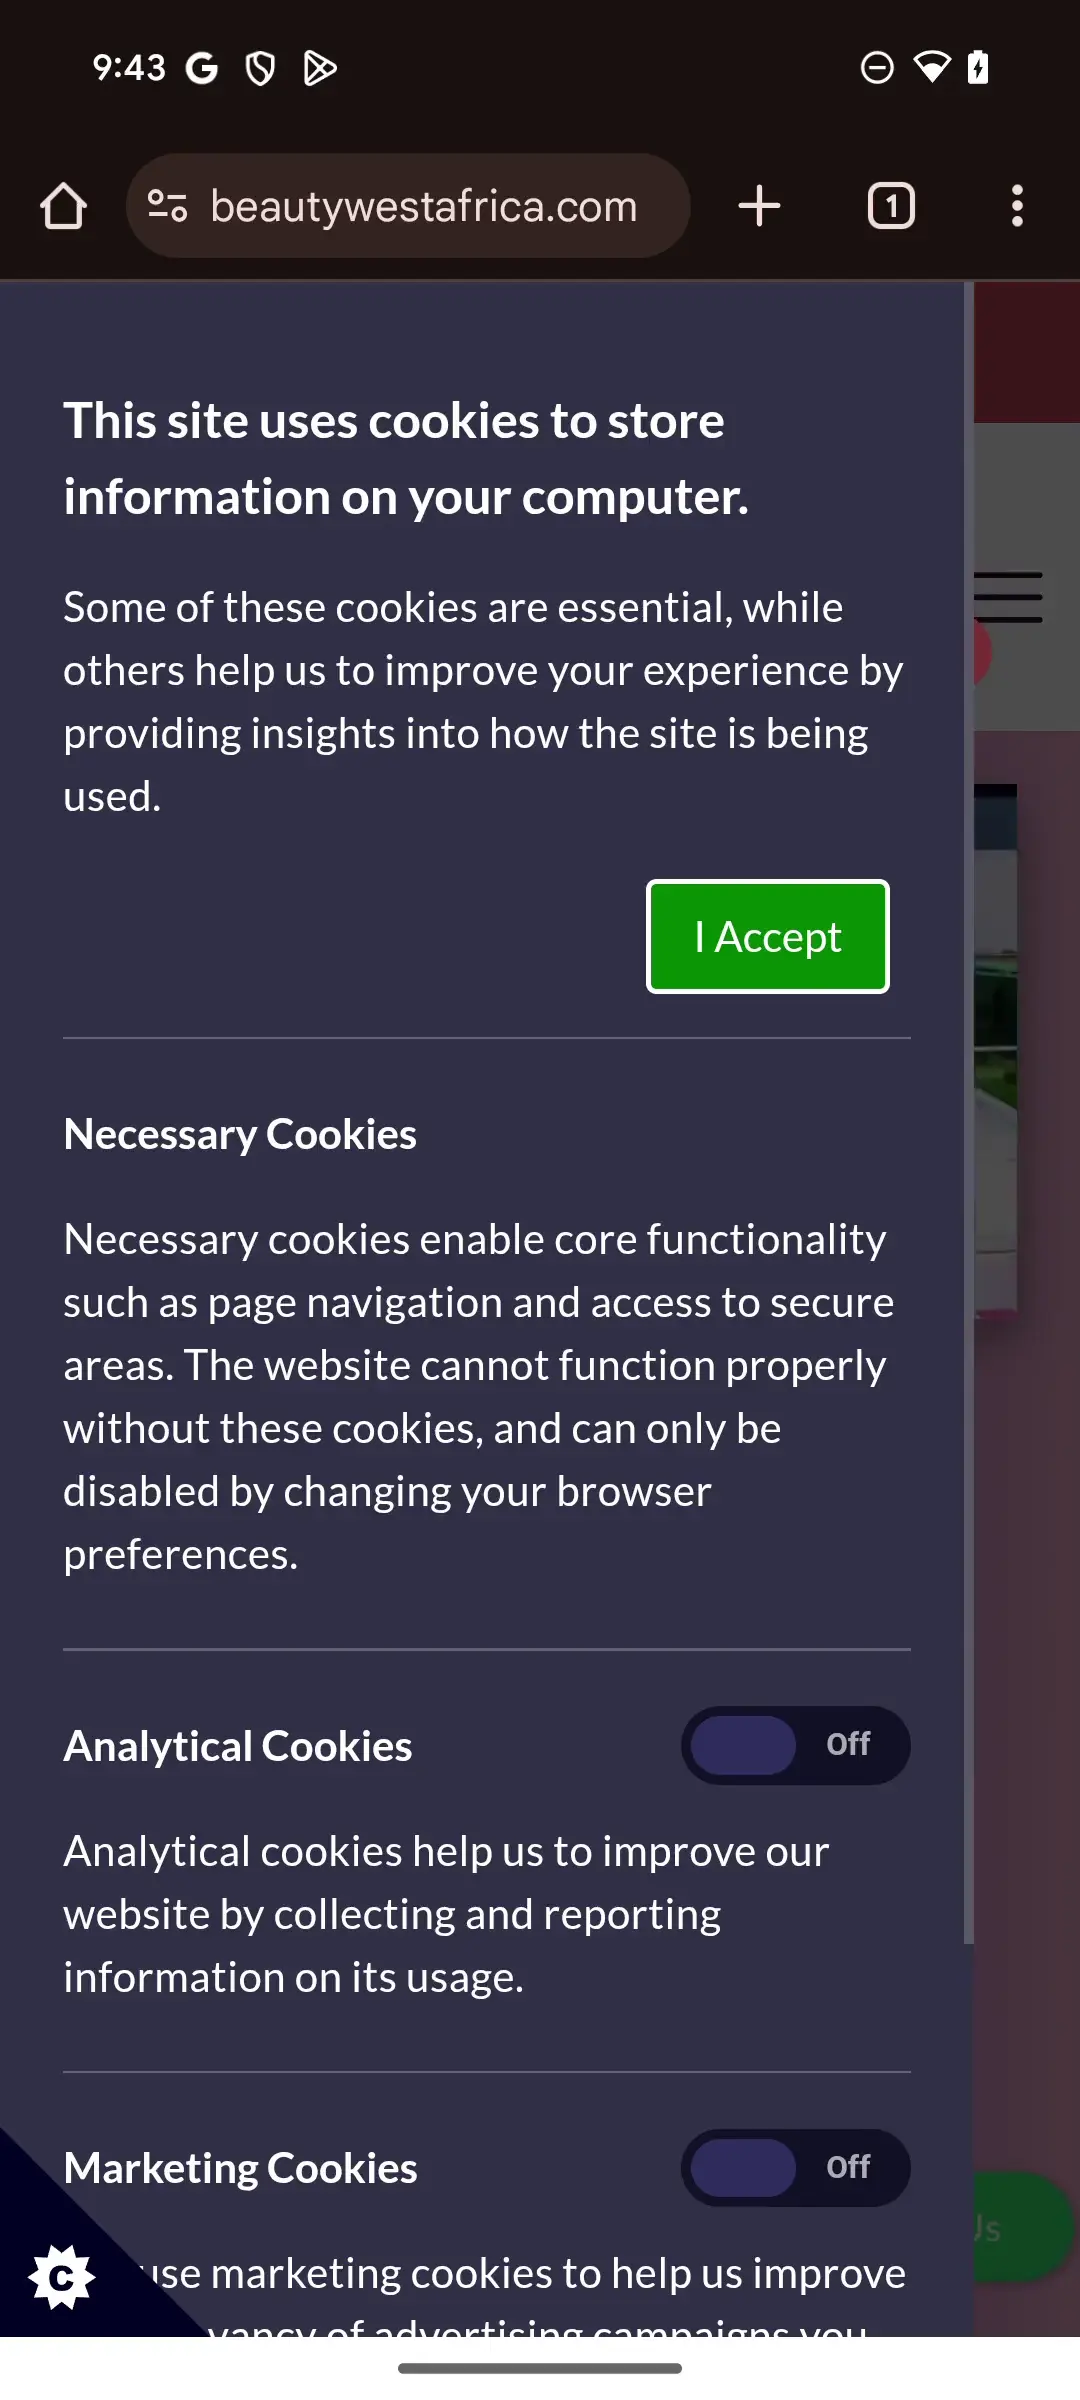 9:43
beautywestafrica.com
1
This site uses cookies to store
information on your computer.
Some of these cookies are essential, while
others help us to improve your experience by
providing insights into how the site is being
used.
I Accept
Necessary Cookies
Necessary cookies enable core functionality
such as page navigation and access to secure
areas. The website cannot function properly
without these cookies, and can only be
disabled by changing your browser
preferences.
Analytical Cookies
Off
Analytical cookies help us to improve our
website by collecting and reporting
information on its usage.
Marketing Cookies
Off
use marketing cookies to help us improve
of advertising campaigns you